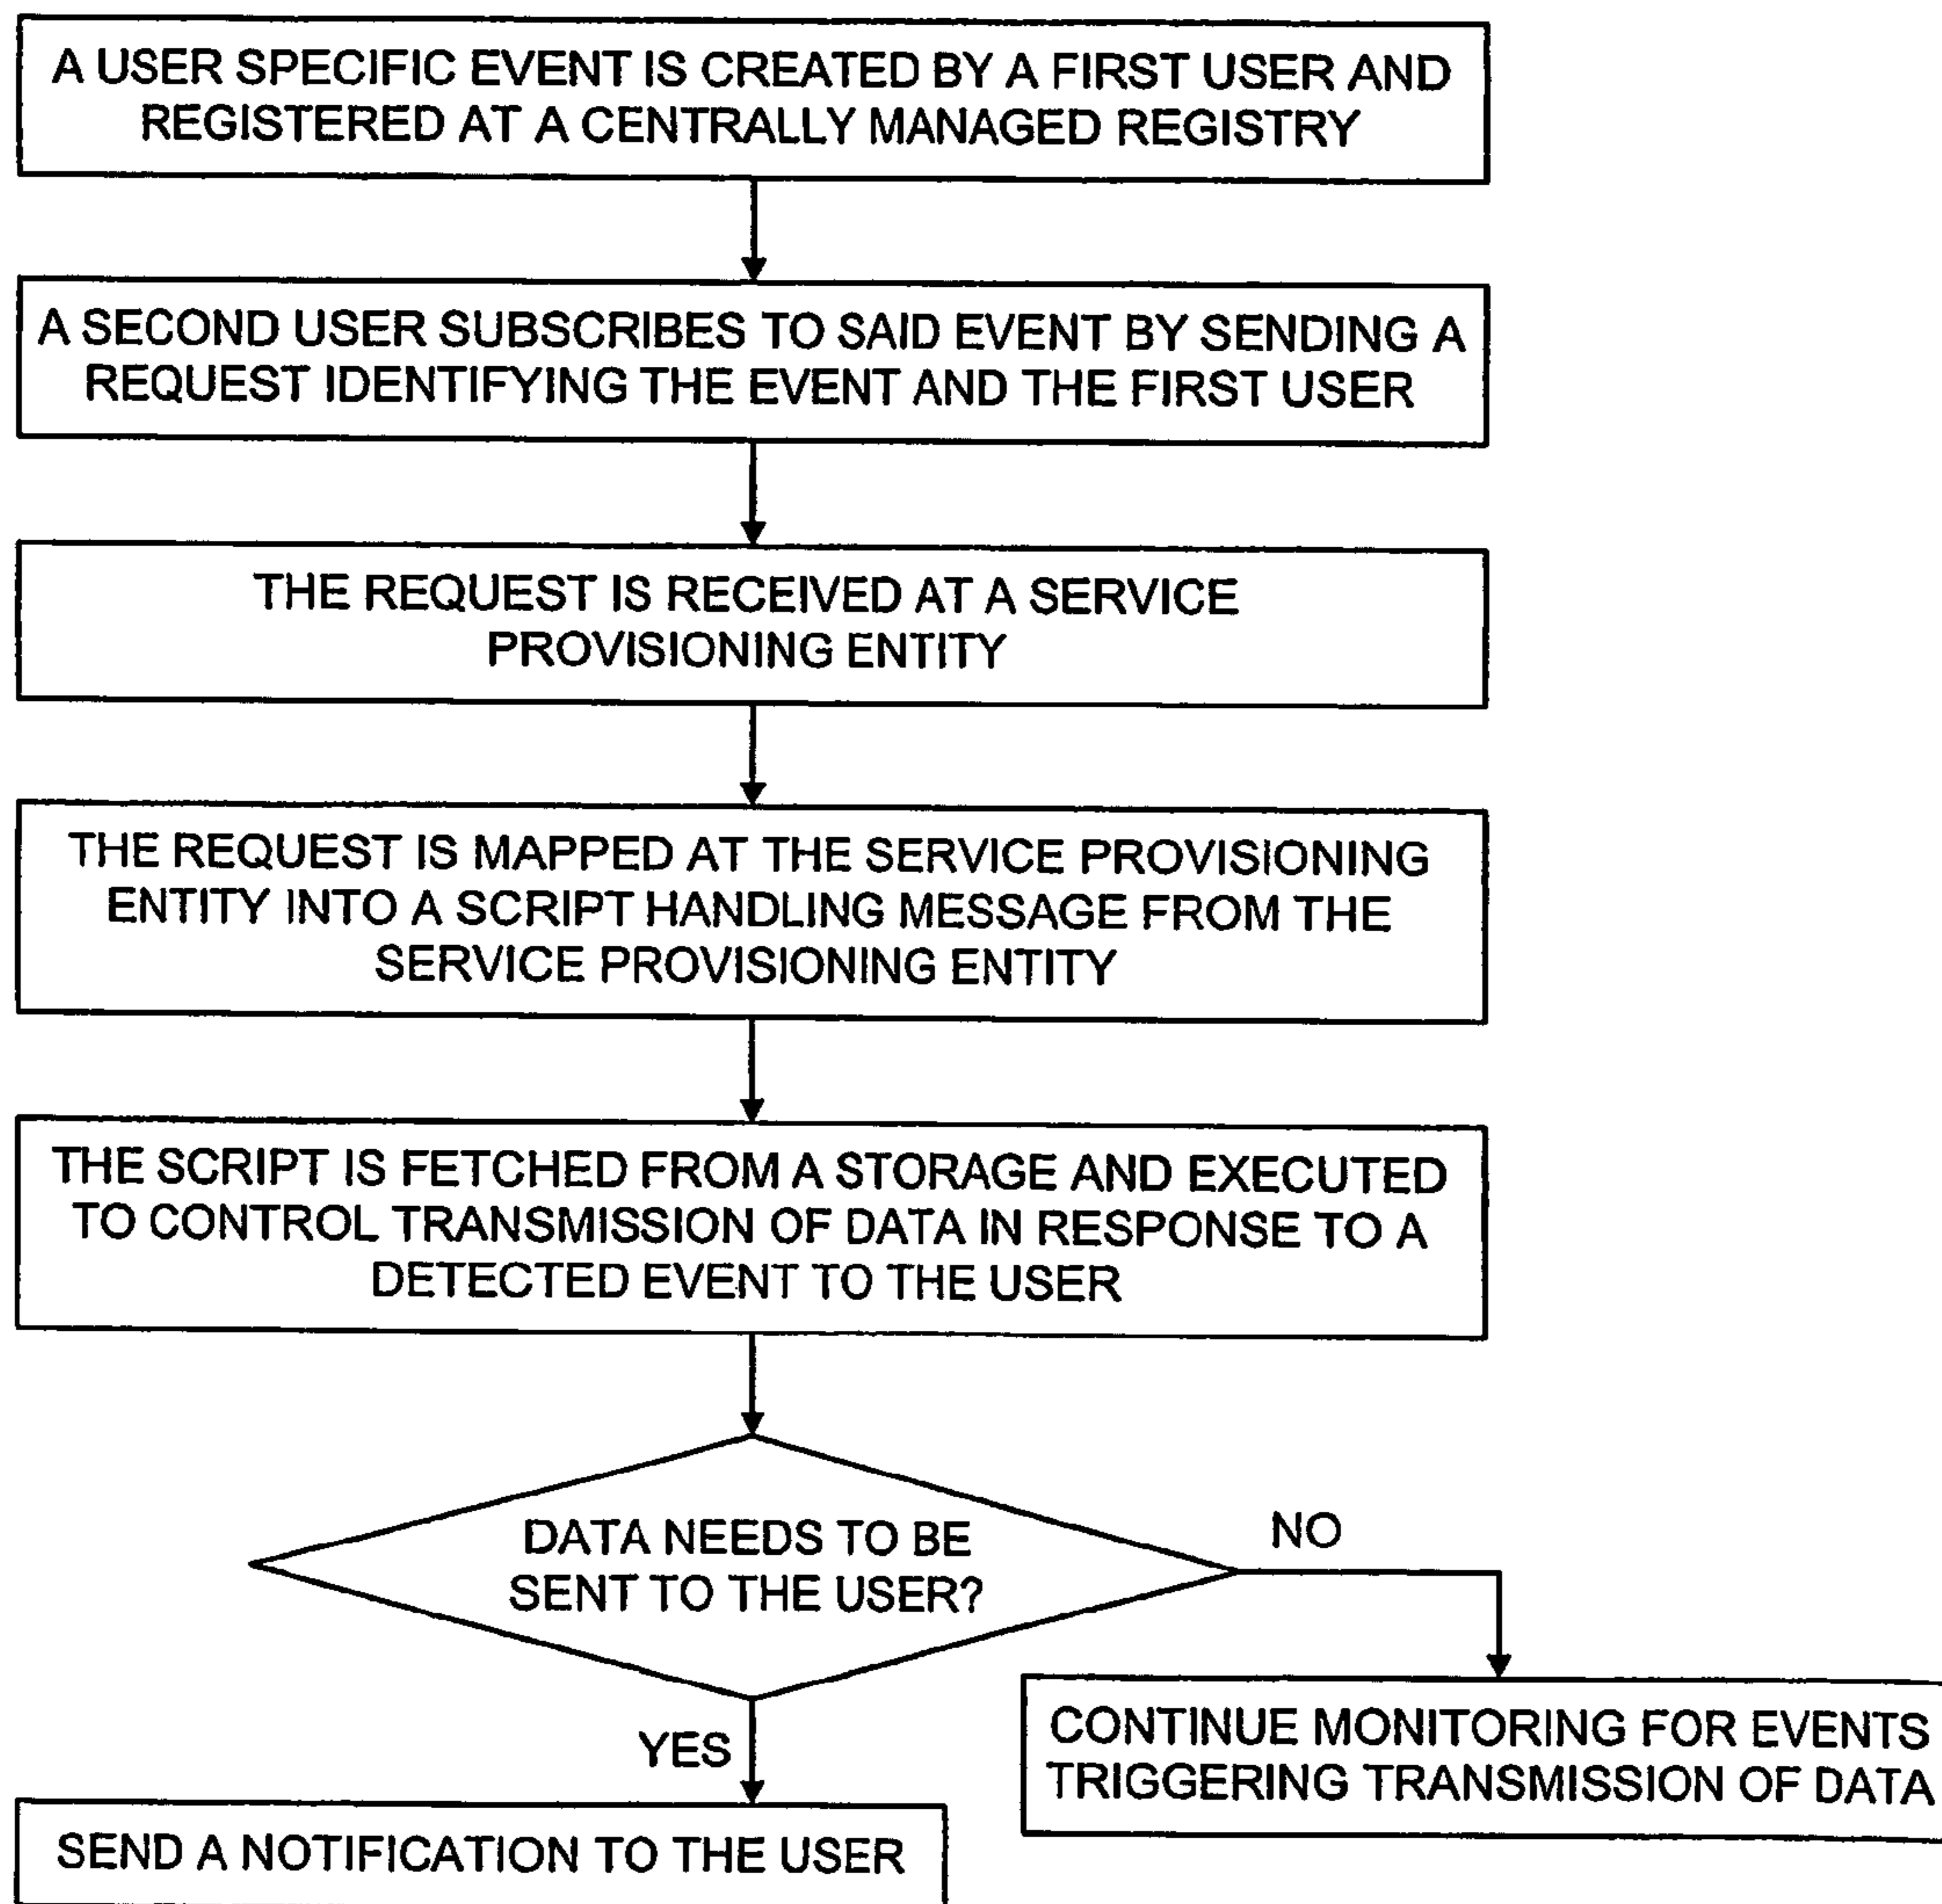 A USER SPECIFIC EVENT IS CREATED BY A FIRST USER AND
REGISTERED AT A CENTRALLY MANAGED REGISTRY
A SECOND USER SUBSCRIBES TO SAID EVENT BY SENDING A
REQUEST IDENTIFYING THE EVENT AND THE FIRST USER
THE REQUEST IS RECEIVED AT A SERVICE
PROVISIONING ENTITY
THE REQUEST IS MAPPED AT THE SERVICE PROVISIONING
ENTITY INTO A SCRIPT HANDLING MESSAGE FROM THE
SERVICE PROVISIONING ENTITY
THE SCRIPT IS FETCHED FROM A STORAGE AND EXECUTED
TO CONTROL TRANSMISSION OF DATA IN RESPONSE TO A
DETECTED EVENT TO THE USER
DATA NEEDS TO BE
SENT TO THE USER?
NO
YES
CONTINUE MONITORING FOR EVENTS
TRIGGERING TRANSMISSION OF DATA
SEND A NOTIFICATION TO THE USER